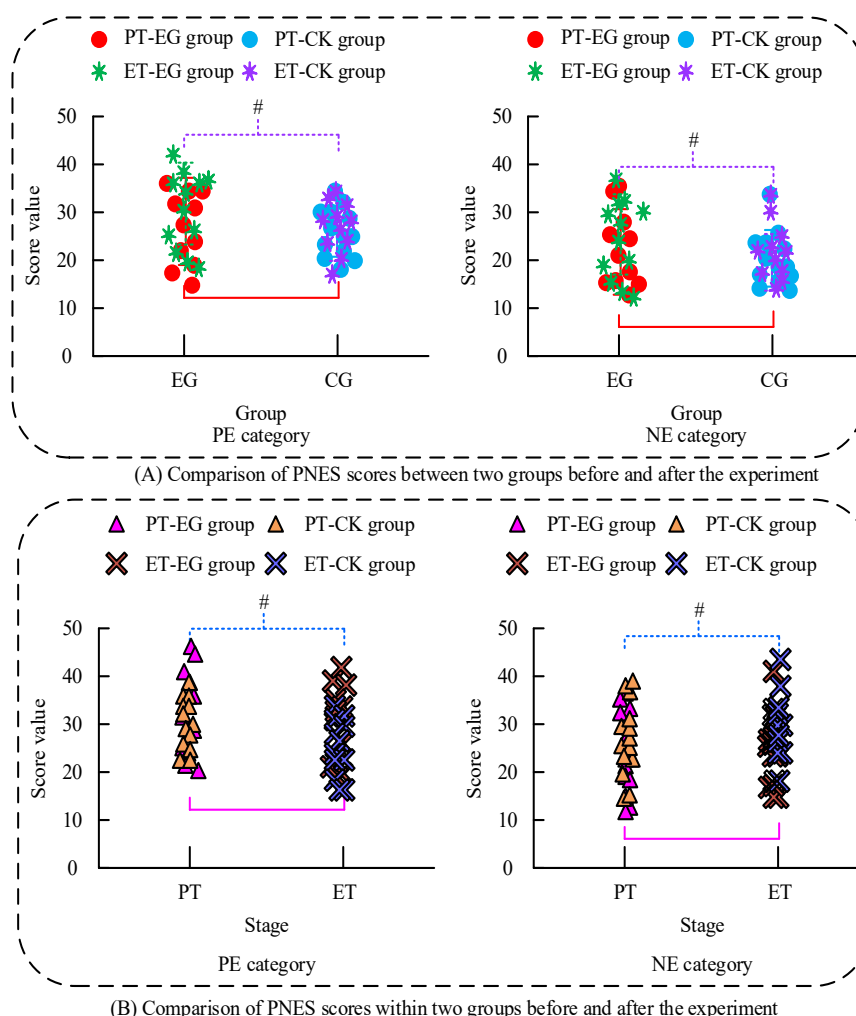 PT-EG group PT-CK group
ET-EG group ET-CK group
PT-EG group PT-CK group
ET-EG group ET-CK group
Score value
50
40
30
20
10
0
#
EG CG
Group
PE category
Score value
50
40
30
20
10
0
#
EG CG
Group
NE category
(A) Comparison of PNES scores between two groups before and after the experiment
PT-EG group PT-CK group
ET-EG group ET-CK group
PT-EG group PT-CK group
ET-EG group ET-CK group
Score value
50
40
30
20
10
0
#
PT ET
Stage
PE category
Score value
50
40
30
20
10
0
#
PT ET
Stage
NE category
(B) Comparison of PNES scores within two groups before and after the experiment